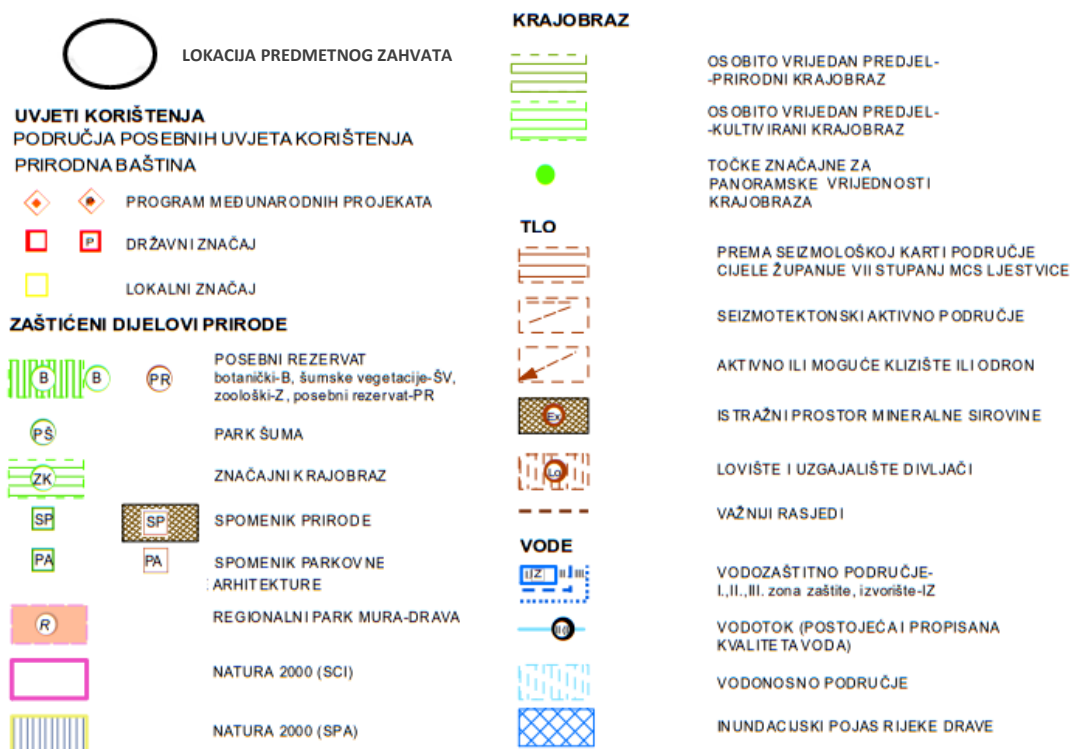 LOKACIJA PREDMETNOG ZAHVATA
UVJETI KORIŠTENJA
PODRUČJA POSEBNIH UVJETA KORIŠTENJA
PRIRODNA BAŠTINA
PROGRAM MEĐUNARODNIH PROJEKATA
P DRŽAVNI ZNAČAJ
LOKALNI ZNAČAJ
ZAŠTIĆENI DIJELOVI PRIRODE
B B PR
POSEBNI REZERVAT
botanički-B, šumske vegetacije-ŠV,
zoološki-Z, posebni rezervat-PR
PŠ PARK ŠUMA
ZK ZNAČAJNI KRAJOBRAZ
SP SP SPOMENIK PRIRODE
PA PA SPOMENIK PARKOVNE
ARHITEKTURE
R REGIONALNI PARK MURA-DRAVA
NATURA 2000 (SCI)
NATURA 2000 (SPA)
KRAJOBRAZ
OSOBITO VRIJEDAN PREDJEL-
-PRIRODNI KRAJOBRAZ
OSOBITO VRIJEDAN PREDJEL-
-KULTIVIRANI KRAJOBRAZ
TOČKE ZNAČAJNE ZA
PANORAMSKE VRIJEDNOSTI
KRAJOBRAZA
TLO
PREMA SEIZMOLOŠKOJ KARTI PODRUČJE
CIJELE ŽUPANIJE VII STUPANJ MCS LJESTVICE
SEIZMOTEKTONSKI AKTIVNO PODRUČJE
AKTIVNO ILI MOGUĆE KLIZIŠTE ILI ODRON
Ex ISTRAŽNI PROSTOR MINERALNE SIROVINE
Lo LOVIŠTE I UZGAJALIŠTE DIVLJAČI
VAŽNIJI RASJEDI
VODE
IZ II III
VODOZAŠTITNO PODRUČJE-
I.,II.,III. zona zaštite, izvorište-IZ
VODOTOK (POSTOJEĆA I PROPISANA
KVALITETA VODA)
VODONOSNO PODRUČJE
INUNDACIJSKI POJAS RIJEKE DRAVE